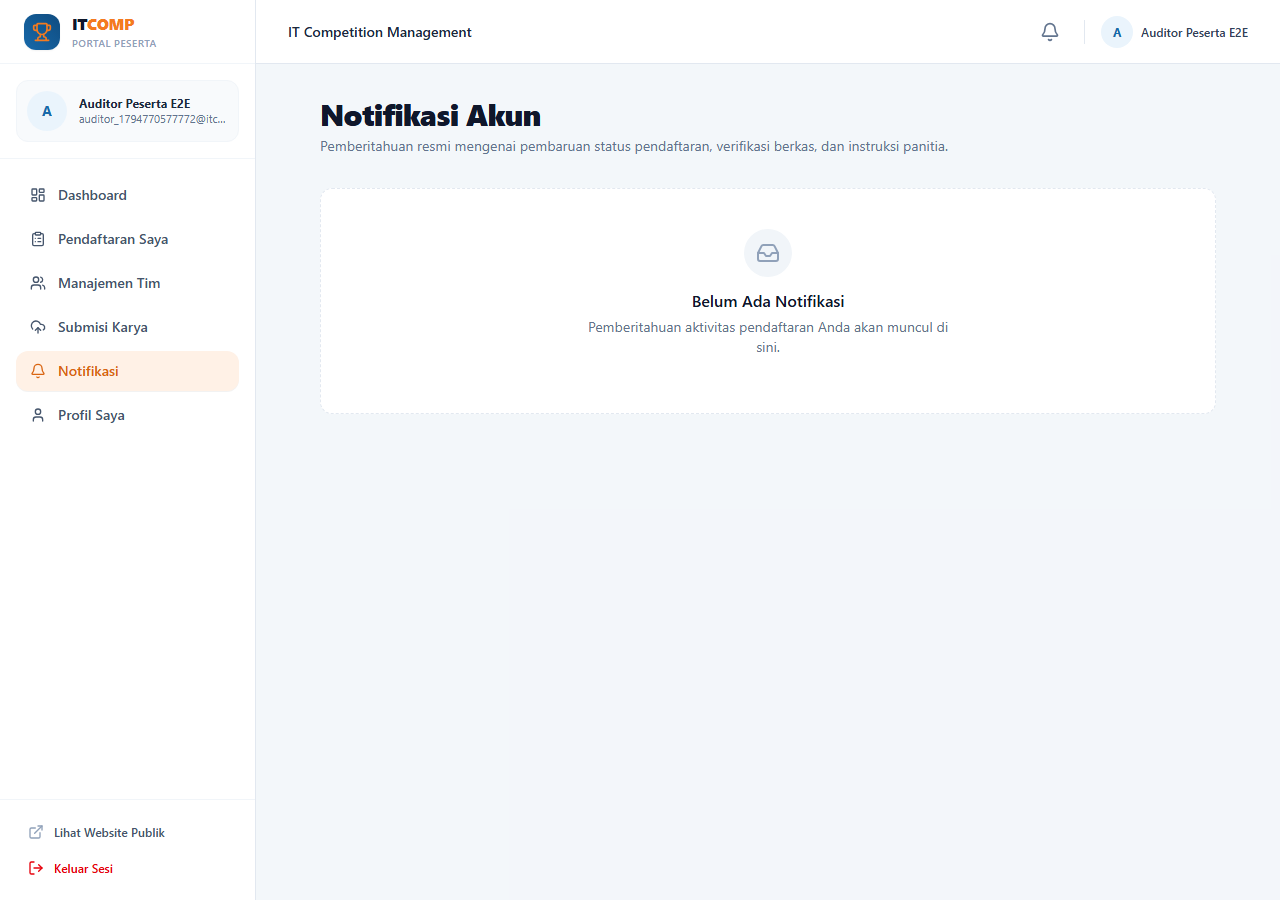 ITCOMP
PORTAL PESERTA
IT Competition Management
A
Auditor Peserta E2E
A
Auditor Peserta E2E
auditor_1794770577772@itc...
Dashboard
Pendaftaran Saya
Manajemen Tim
Submisi Karya
Notifikasi
Profil Saya
Lihat Website Publik
Keluar Sesi
Notifikasi Akun
Pemberitahuan resmi mengenai pembaruan status pendaftaran, verifikasi berkas, dan instruksi panitia.
Belum Ada Notifikasi
Pemberitahuan aktivitas pendaftaran Anda akan muncul di
sini.